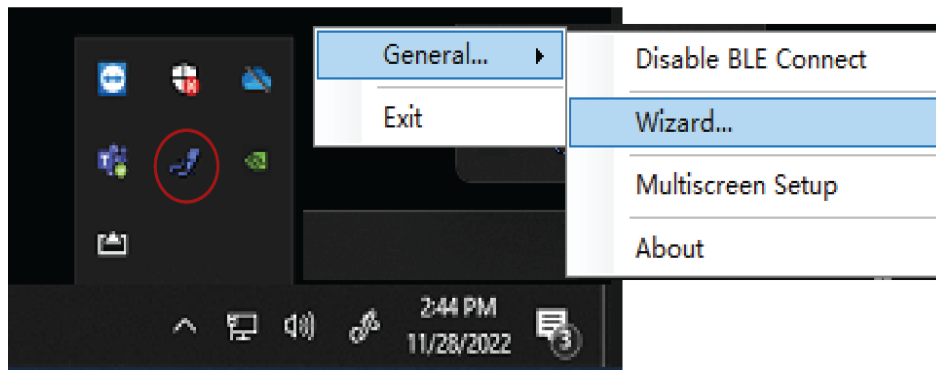 General...
Exit
Disable BLE Connect
Wizard...
Multiscreen Setup
About
2:44 PM
11/28/2022
3